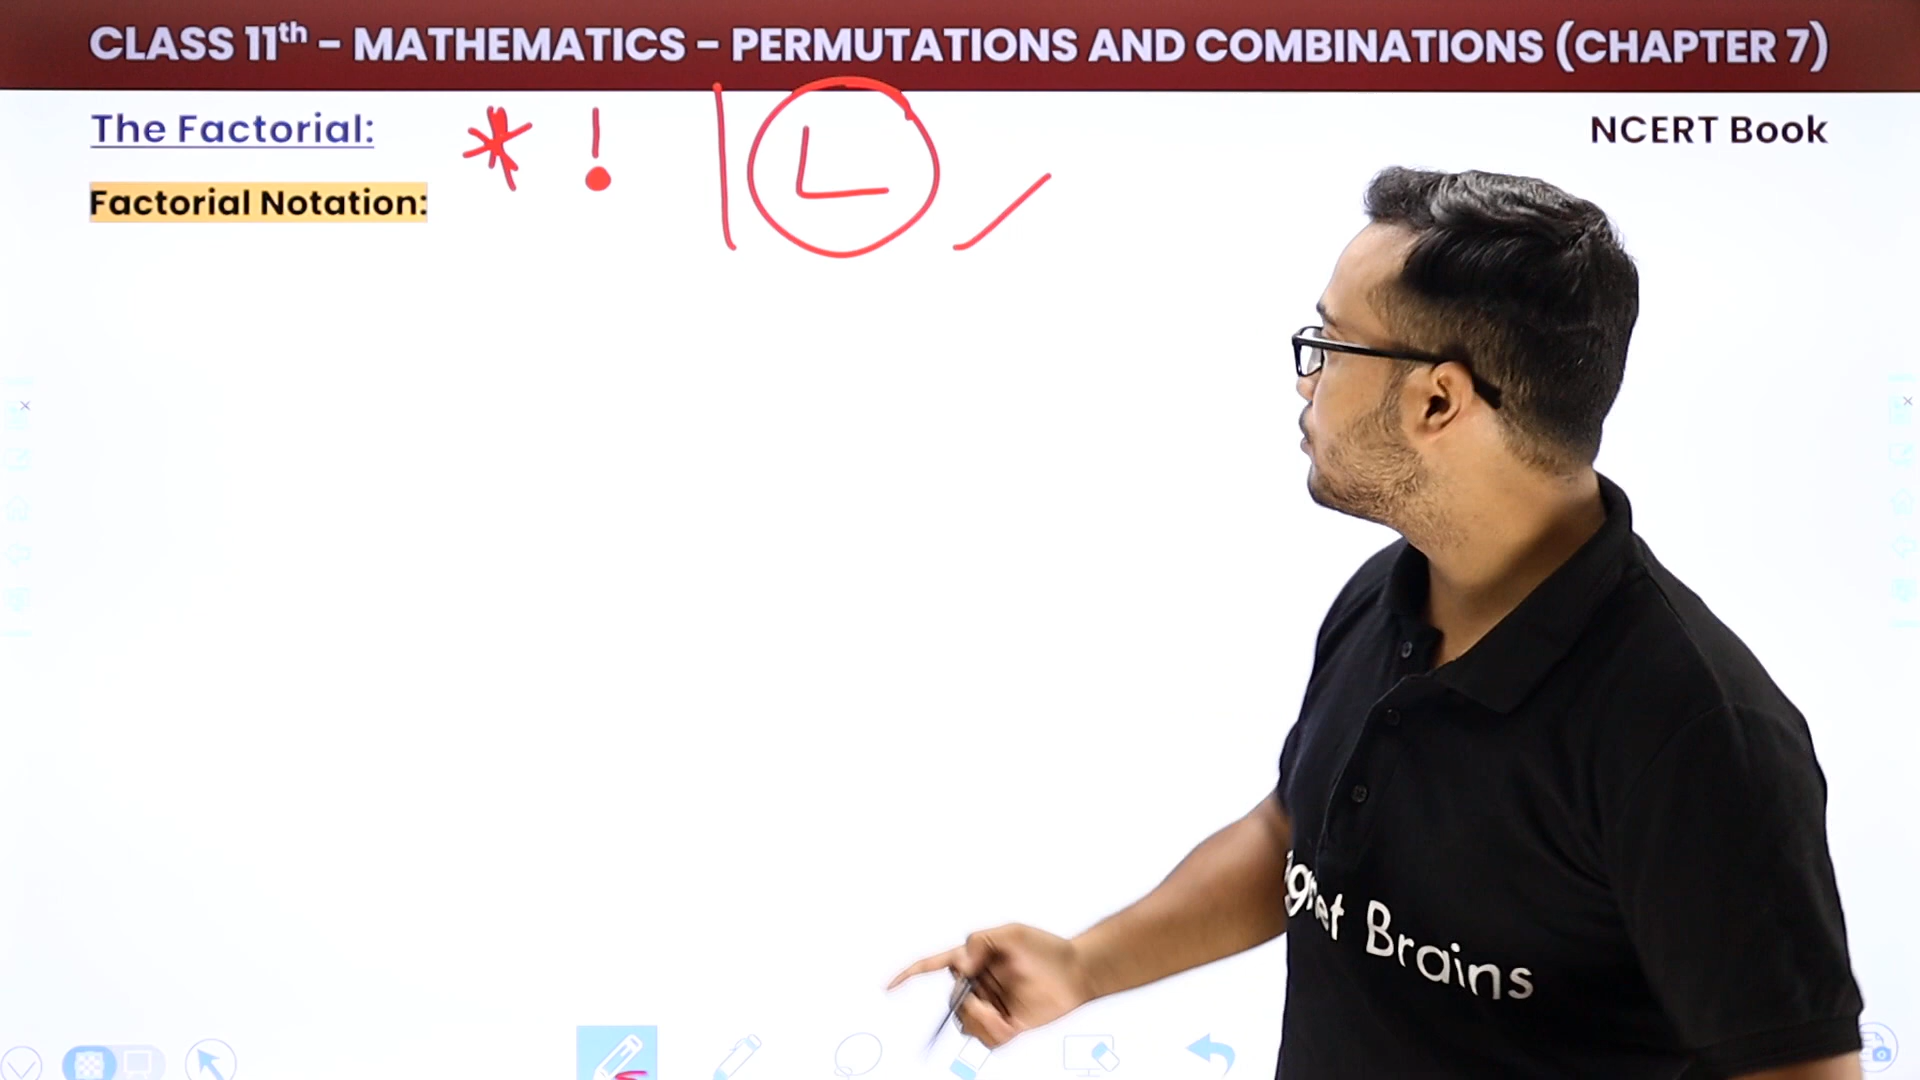 CLASS 11th - MATHEMATICS - PERMUTATIONS AND COMBINATIONS (CHAPTER 7)
The Factorial: * ! | L
NCERT Book
Factorial Notation:
Brains